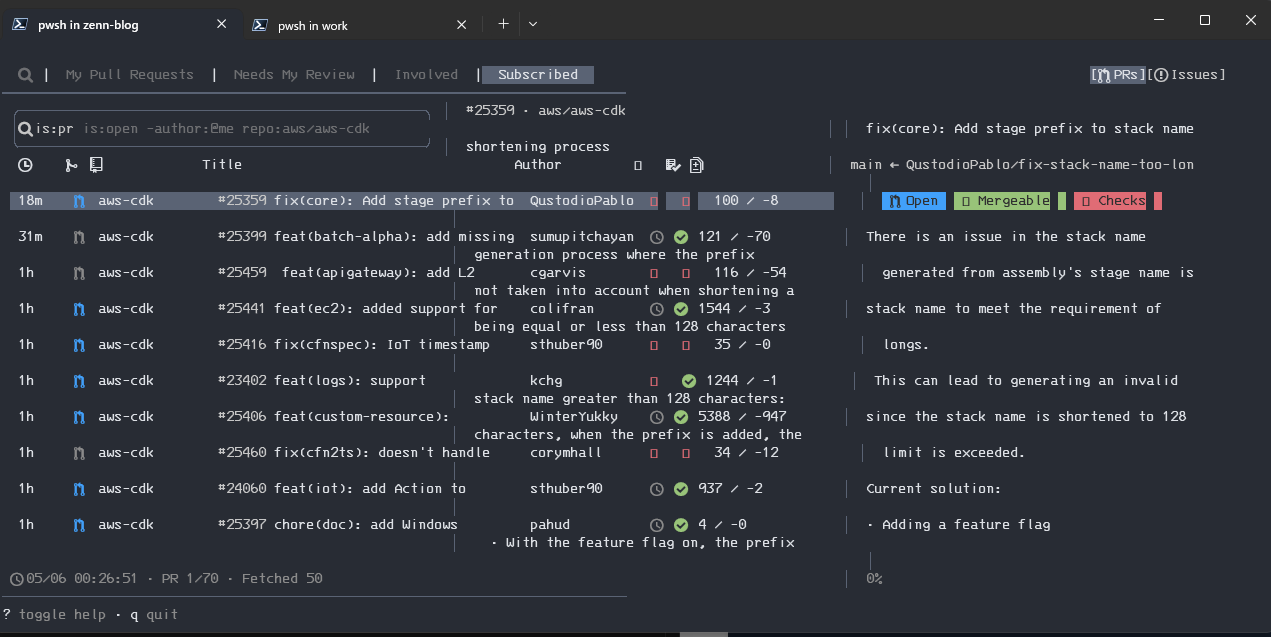 pwsh in zenn-blog
pwsh in work
| My Pull Requests | Needs My Review | Involved | Subscribed
[PRs][Issues]
#25359 · aws/aws-cdk
is:pr is:open -author:@me repo:aws/aws-cdk
fix(core): Add stage prefix to stack name
shortening process
Title Author
main ← QustodioPablo/fix-stack-name-too-lon
18m aws-cdk #25359 fix(core): Add stage prefix to QustodioPablo 100 / -8
Open Mergeable Checks
31m aws-cdk #25399 feat(batch-alpha): add missing sumupitchayan 121 / -70
There is an issue in the stack name
generation process where the prefix
1h aws-cdk #25459 feat(apigateway): add L2 cgarvis 116 / -54
generated from assembly's stage name is
not taken into account when shortening a
1h aws-cdk #25441 feat(ec2): added support for colifran 1544 / -3
stack name to meet the requirement of
being equal or less than 128 characters
1h aws-cdk #25416 fix(cfnspec): IoT timestamp sthuber90 35 / -0
longs.
1h aws-cdk #23402 feat(logs): support kchg 1244 / -1
This can lead to generating an invalid
stack name greater than 128 characters:
1h aws-cdk #25406 feat(custom-resource): WinterYukky 5388 / -947
since the stack name is shortened to 128
characters, when the prefix is added, the
1h aws-cdk #25460 fix(cfn2ts): doesn't handle corymhall 34 / -12
limit is exceeded.
1h aws-cdk #24060 feat(iot): add Action to sthuber90 937 / -2
Current solution:
1h aws-cdk #25397 chore(doc): add Windows pahud 4 / -0
· Adding a feature flag
· With the feature flag on, the prefix
05/06 00:26:51 · PR 1/70 · Fetched 50
0%
? toggle help · q quit